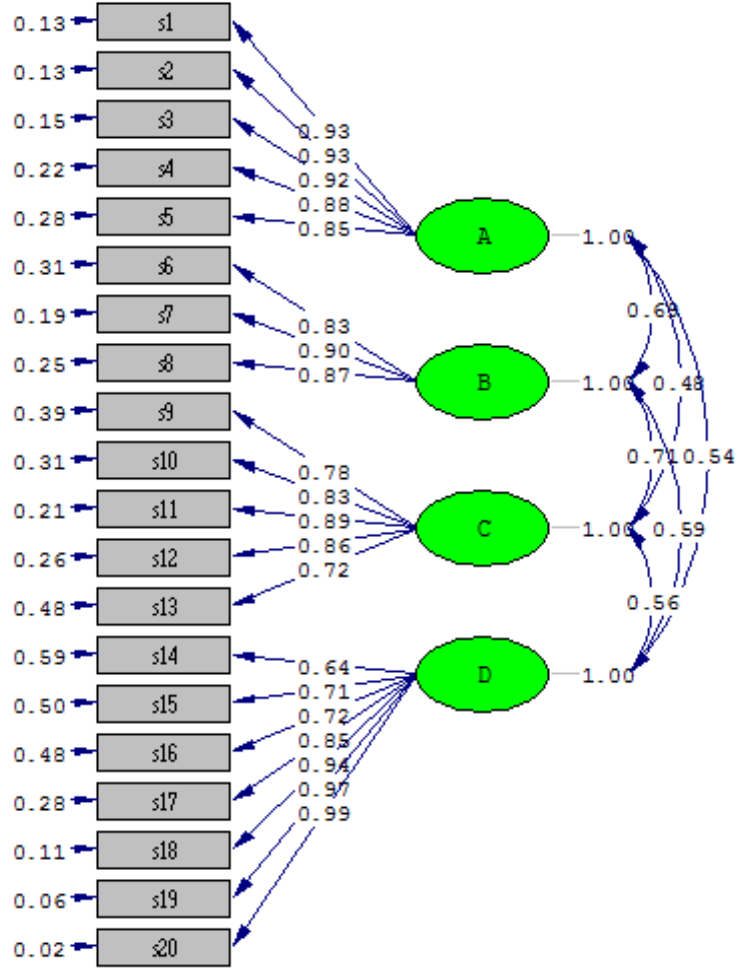 0.13 s1
0.13 s2
0.15 s3
0.93
0.22 s4
0.93
0.92
0.28 s5
0.88
0.85
A 1.00
0.31 s6
0.19 s7
0.69
0.83
0.25 s8
0.90
0.87
B 1.00 0.48
0.39 s9
0.31 s10
0.71 0.54
0.78
0.83
0.21 s11
0.89
C 1.00 0.59
0.26 s12
0.86
0.72
0.48 s13
0.56
0.59 s14
0.64
D 1.00
0.50 s15
0.71
0.72
0.48 s16
0.85
0.94
0.28 s17
0.97
0.99
0.11 s18
0.06 s19
0.02 s20